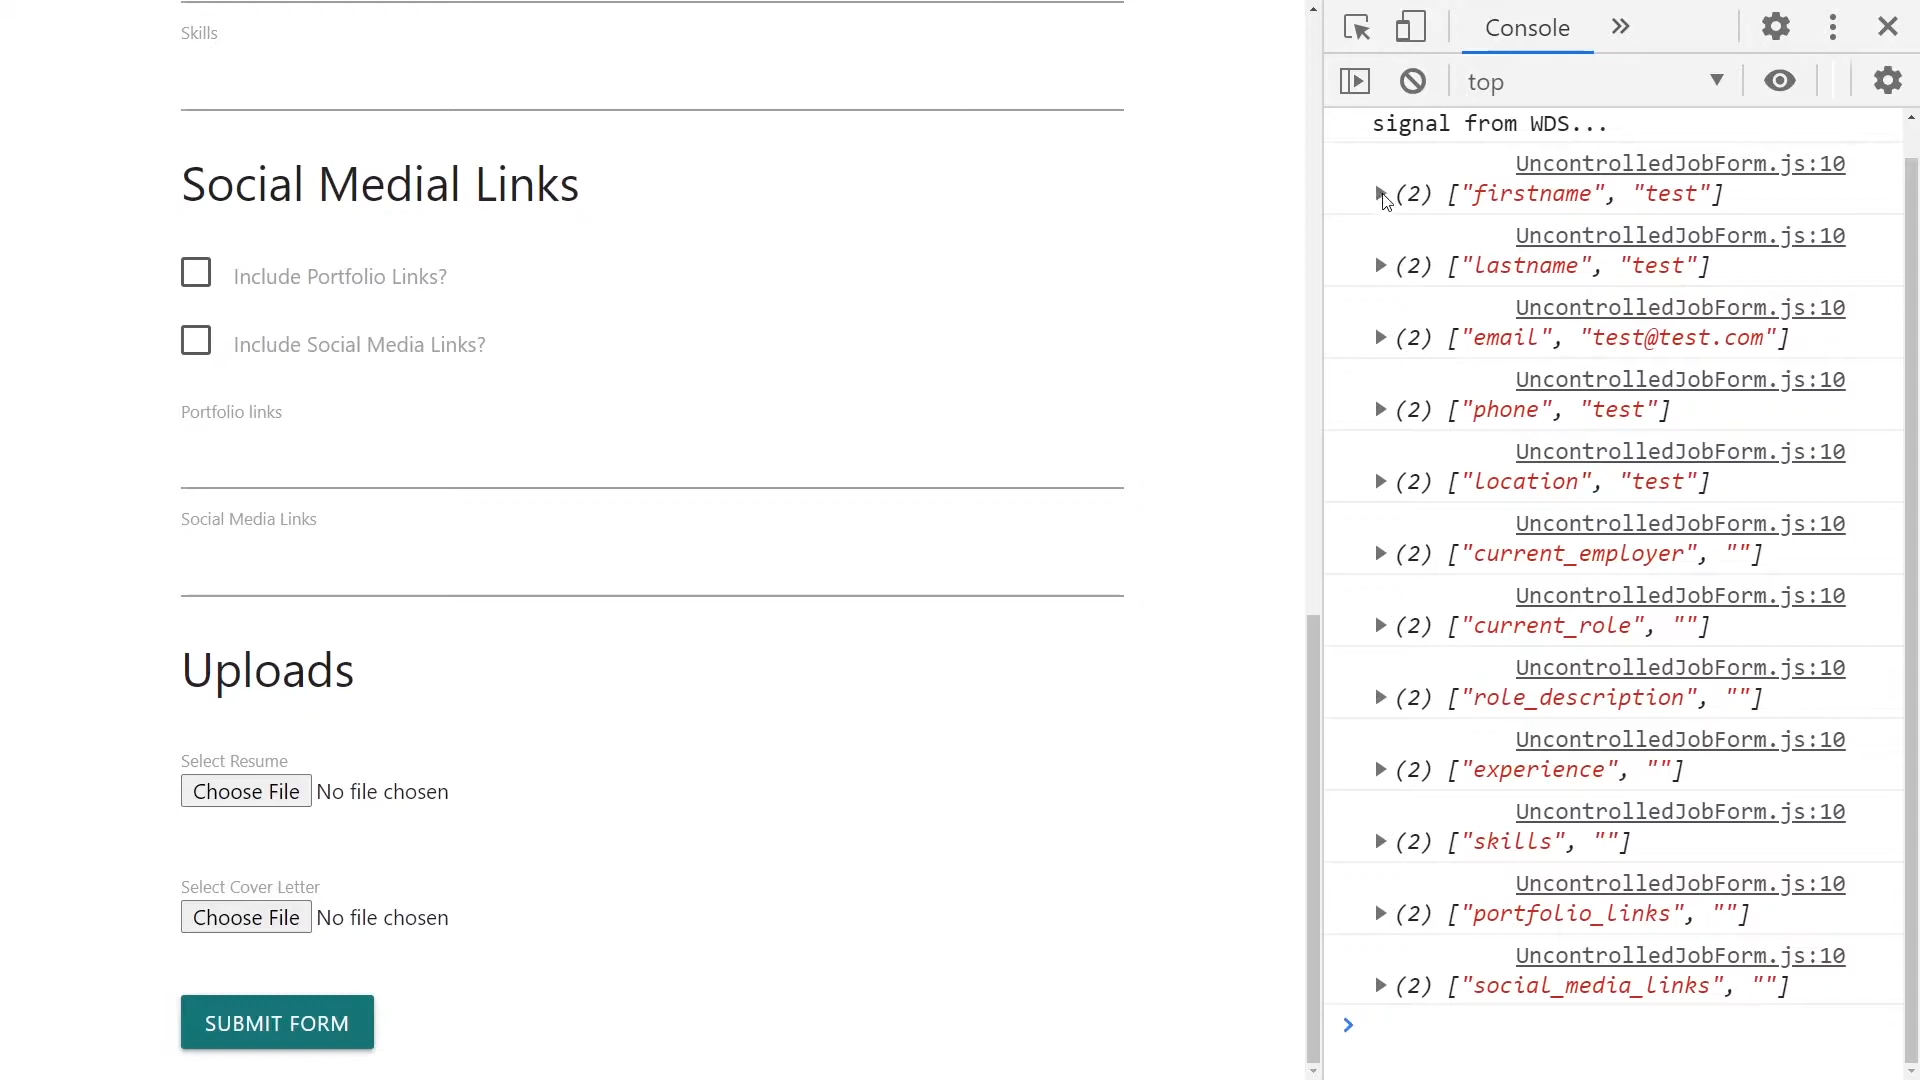 Skills
Social Medial Links
Include Portfolio Links?
Include Social Media Links?
Portfolio links
Social Media Links
Uploads
Select Resume
Choose File No file chosen
Select Cover Letter
Choose File No file chosen
SUBMIT FORM
Console
top
signal from WDS...
UncontrolledJobForm.js:10
(2) ["firstname", "test"]
UncontrolledJobForm.js:10
(2) ["lastname", "test"]
UncontrolledJobForm.js:10
(2) ["email", "test@test.com"]
UncontrolledJobForm.js:10
(2) ["phone", "test"]
UncontrolledJobForm.js:10
(2) ["location", "test"]
UncontrolledJobForm.js:10
(2) ["current_employer", ""]
UncontrolledJobForm.js:10
(2) ["current_role", ""]
UncontrolledJobForm.js:10
(2) ["role_description", ""]
UncontrolledJobForm.js:10
(2) ["experience", ""]
UncontrolledJobForm.js:10
(2) ["skills", ""]
UncontrolledJobForm.js:10
(2) ["portfolio_links", ""]
UncontrolledJobForm.js:10
(2) ["social_media_links", ""]